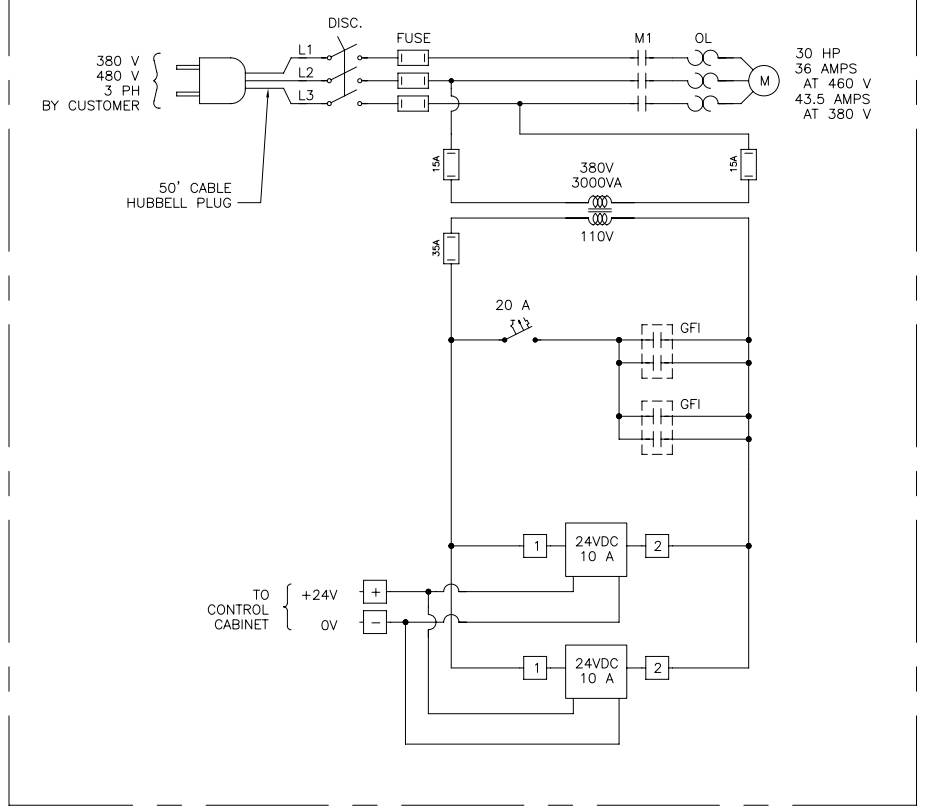 DISC.
FUSE
M1
OL
L1
L2
L3
380 V
480 V
3 PH
BY CUSTOMER
M
30 HP
36 AMPS
AT 460 V
43.5 AMPS
AT 380 V
50' CABLE
HUBBELL PLUG
15A
380V
3000VA
15A
110V
35A
20 A
GFI
GFI
1
24VDC
10 A
2
TO
CONTROL
CABINET
+24V
+
0V
−
1
24VDC
10 A
2